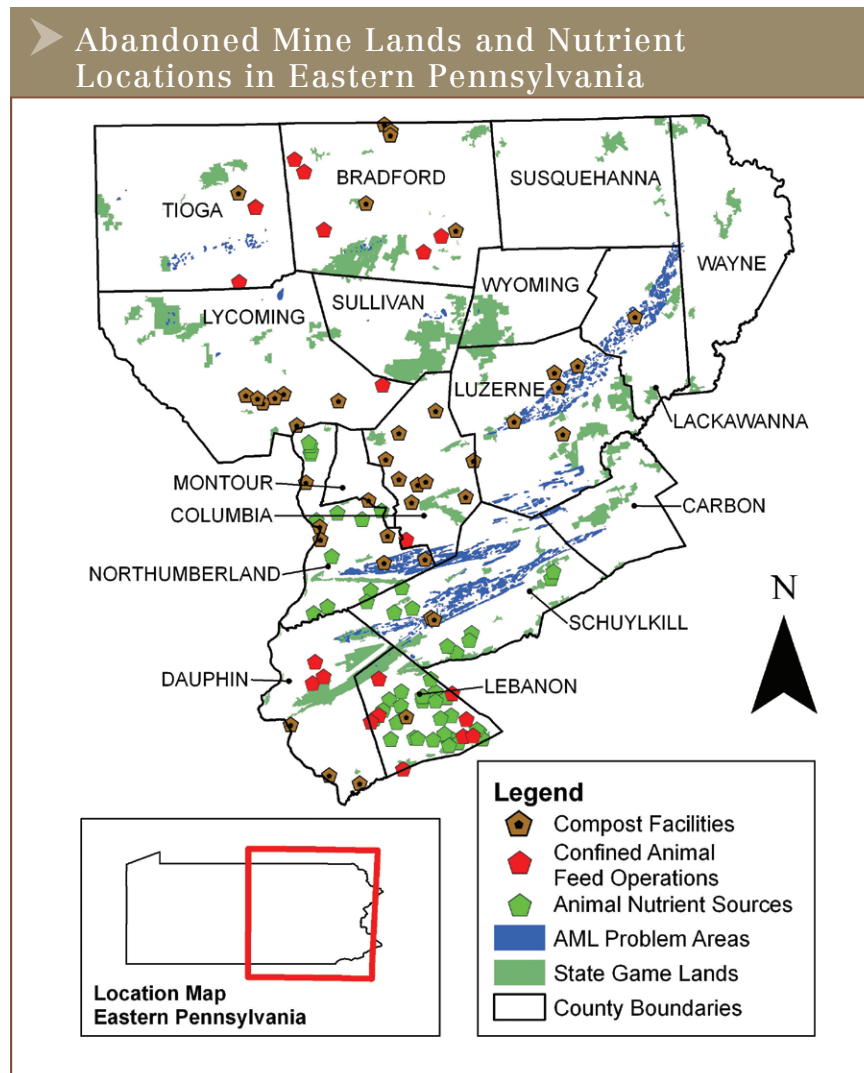 Abandoned Mine Lands and Nutrient
Locations in Eastern Pennsylvania
TIOGA
BRADFORD
SUSQUEHANNA
WAYNE
WYOMING
SULLIVAN
LYCOMING
LUZERNE
LACKAWANNA
MONTOUR
COLUMBIA
CARBON
NORTHUMBERLAND
SCHUYLKILL
DAUPHIN
LEBANON
N
Legend
Compost Facilities
Confined Animal
Feed Operations
Animal Nutrient Sources
AML Problem Areas
State Game Lands
County Boundaries
Location Map
Eastern Pennsylvania